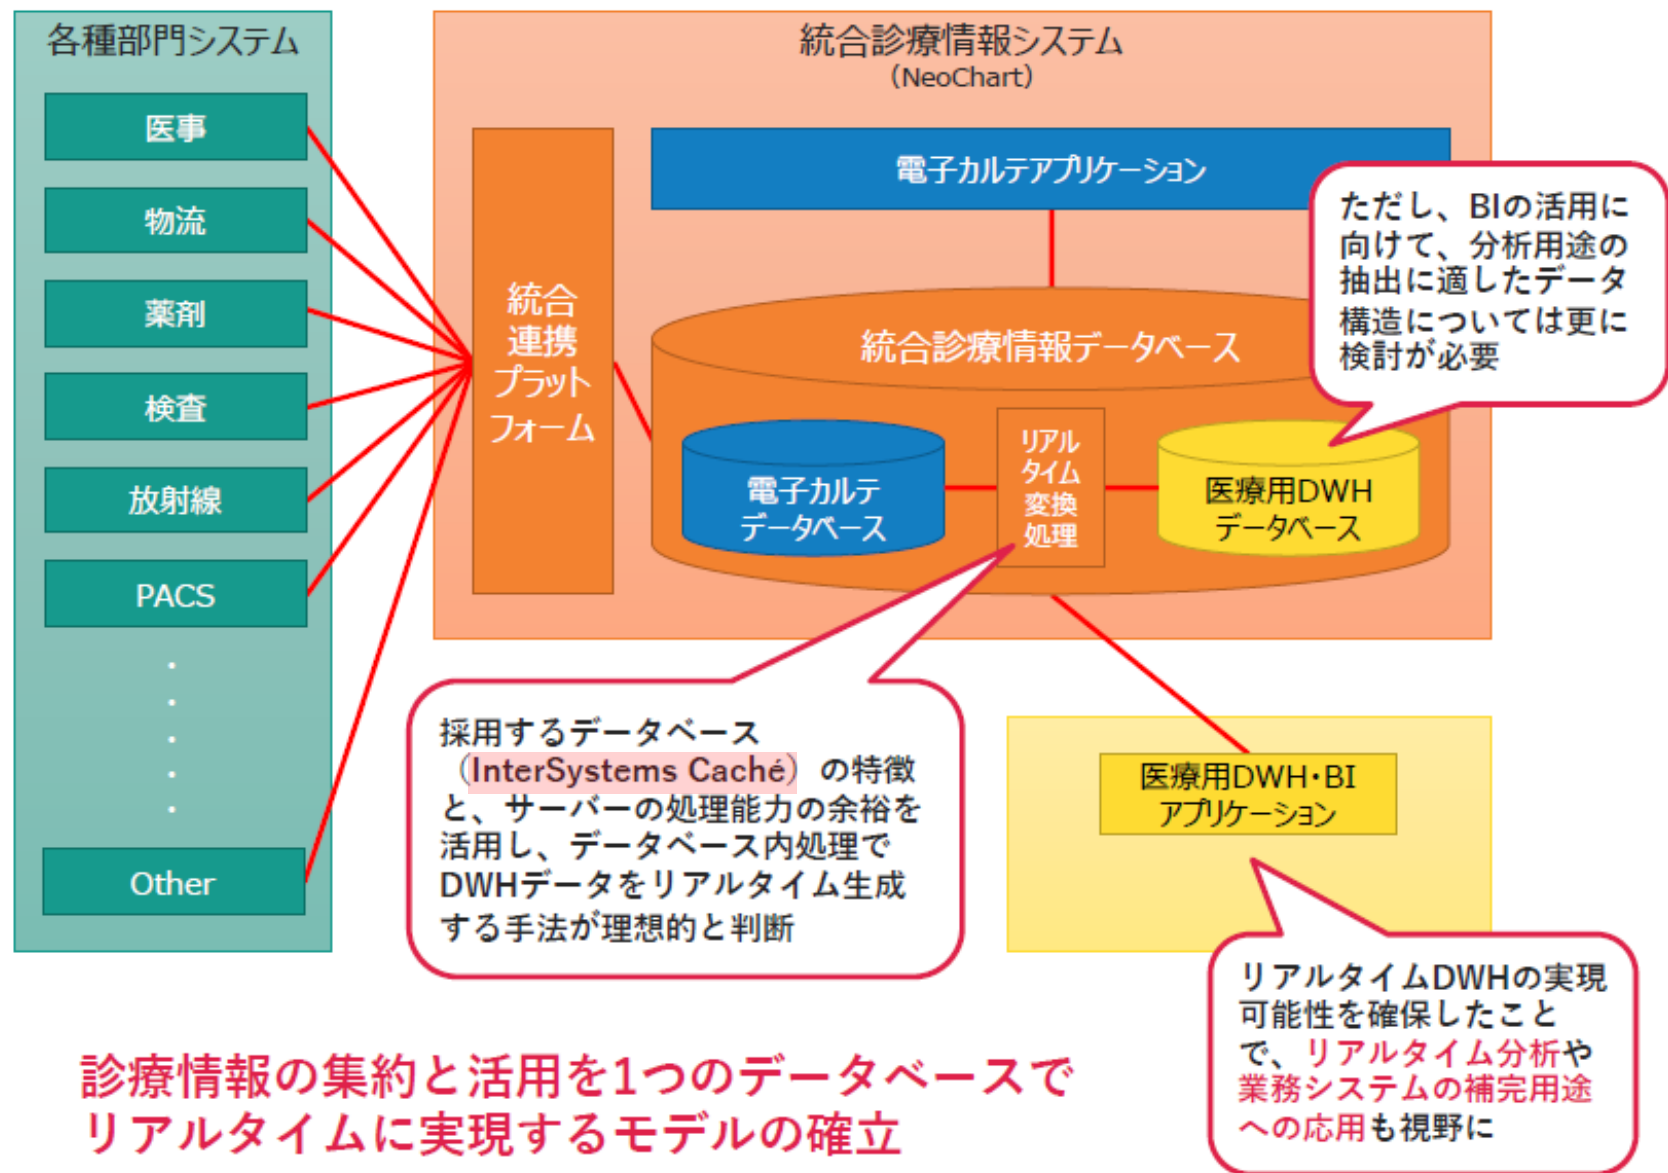 各種部門システム
医事
物流
薬剤
検査
放射線
PACS
Other
統合診療情報システム
（NeoChart）
統合
連携
プラット
フォーム
電子カルテアプリケーション
統合診療情報データベース
電子カルテ
データベース
リアル
タイム
変換
処理
医療用DWH
データベース
ただし、BIの活用に
向けて、分析用途の
抽出に適したデータ
構造については更に
検討が必要
採用するデータベース
（InterSystems Caché）の特徴
と、サーバーの処理能力の余裕を
活用し、データベース内処理で
DWHデータをリアルタイム生成
する手法が理想的と判断
医療用DWH・BI
アプリケーション
リアルタイムDWHの実現
可能性を確保したこと
で、リアルタイム分析や
業務システムの補完用途
への応用も視野に
診療情報の集約と活用を1つのデータベースで
リアルタイムに実現するモデルの確立